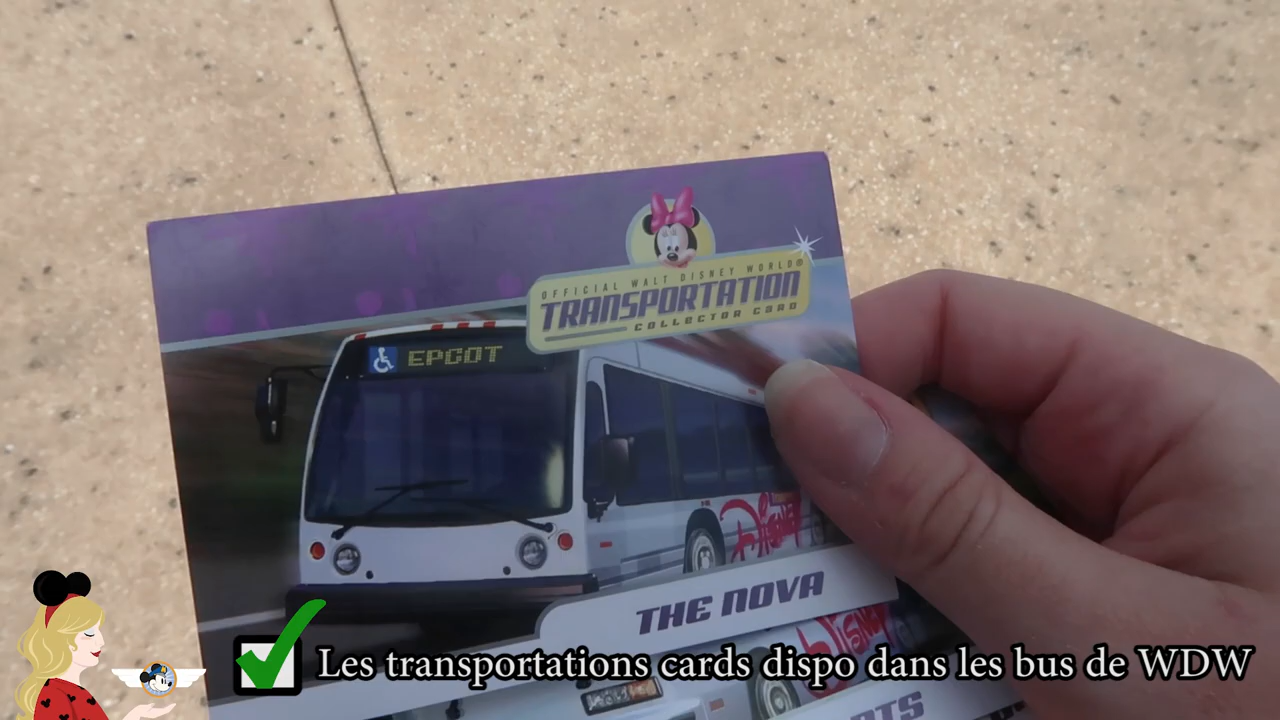 OFFICIAL WALT DISNEY WORLD®
TRANSPORTATION
COLLECTOR CARD
EPCOT
Disney
THE NOVA
Disney
Les transportations cards dispo dans les bus de WDW